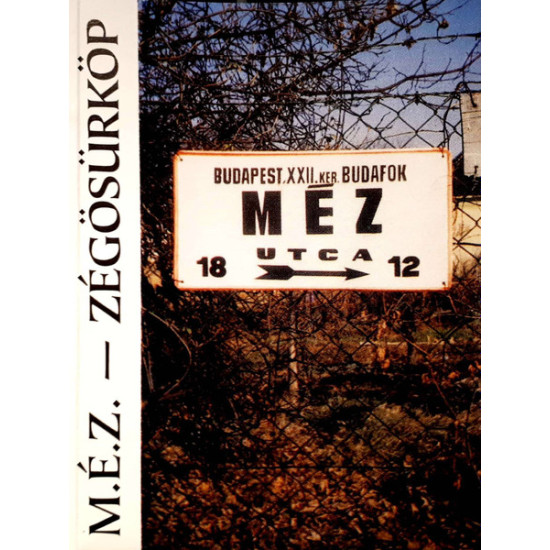 M.É.Z. — ZÉGÖSÜRKÖP
BUDAPEST.XXII.KER.BUDAFOK
MÉZ
UTCA
18 12